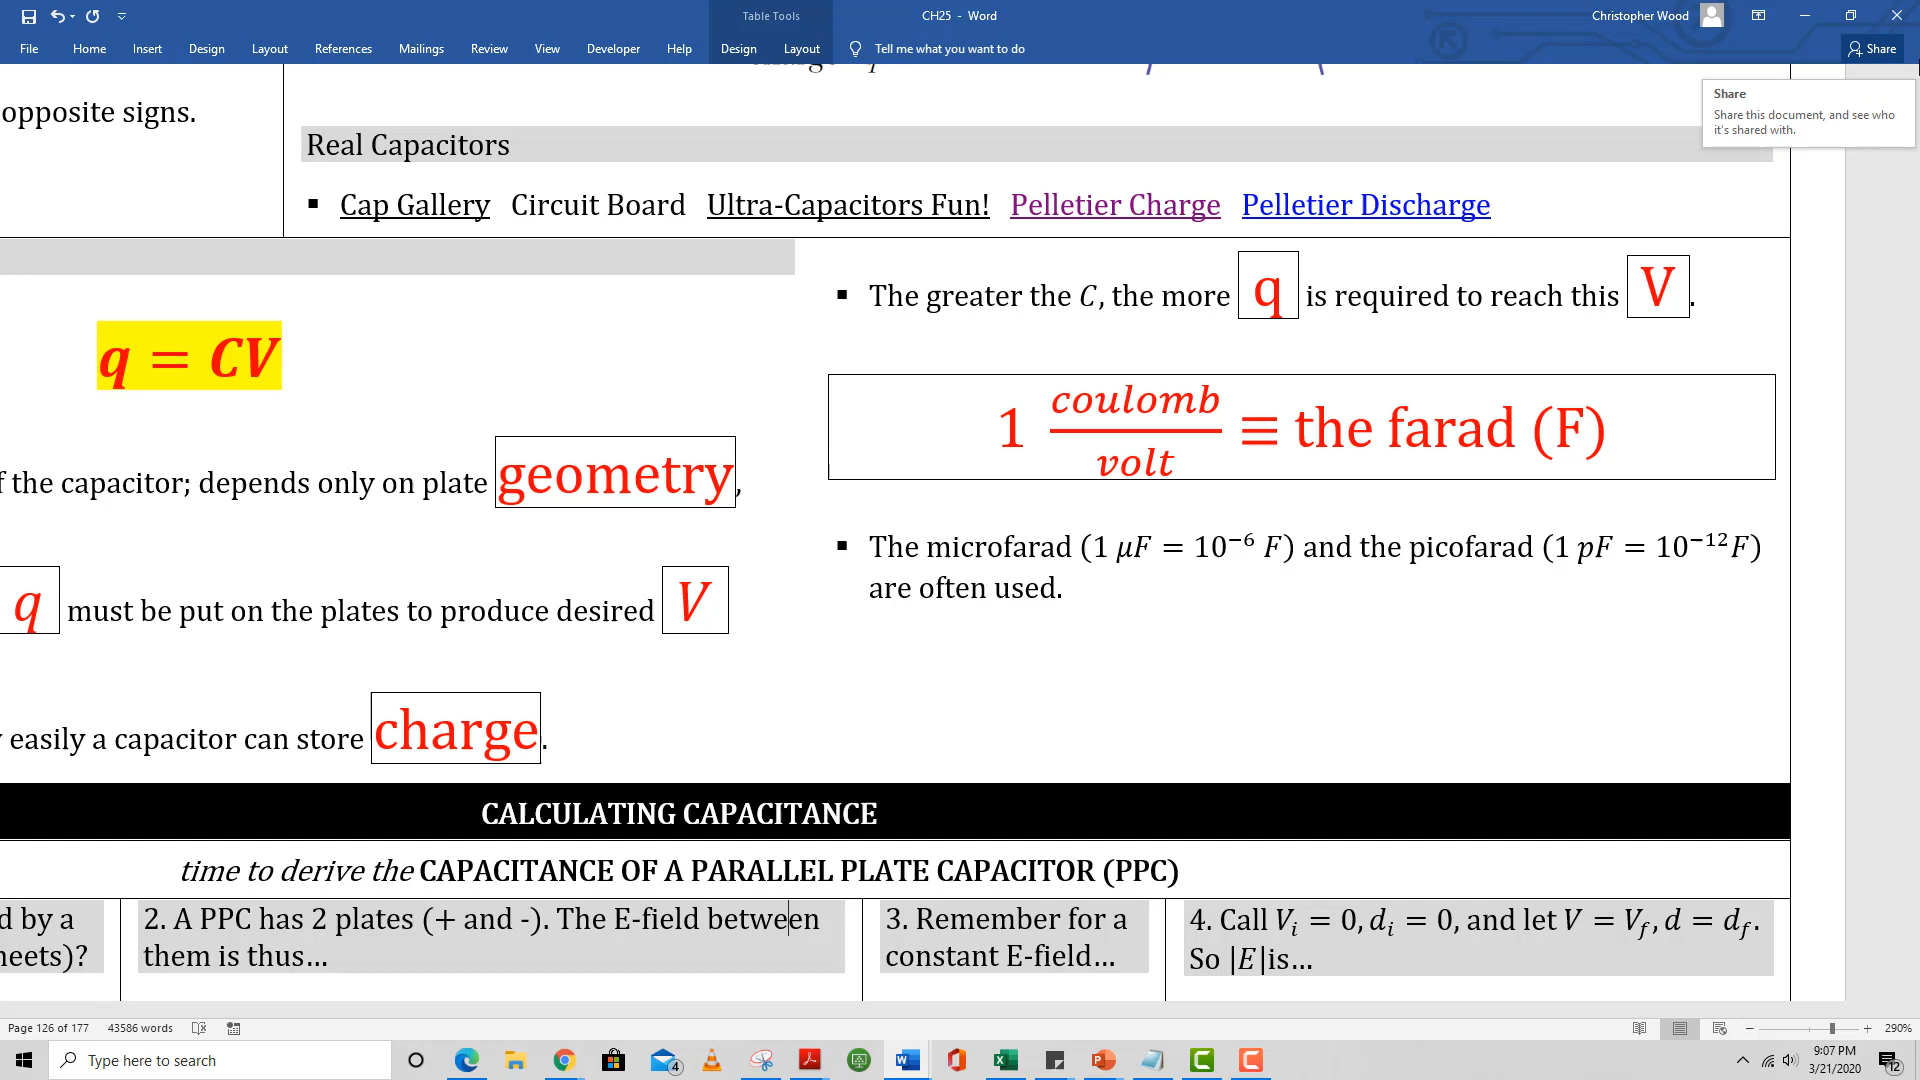 Table Tools
CH25 - Word
Christopher Wood
File Home Insert Design Layout References Mailings Review View Developer Help Design Layout Tell me what you want to do Share
Share
Share this document, and see who
it's shared with.
opposite signs.
Real Capacitors
▪ Cap Gallery Circuit Board Ultra-Capacitors Fun! Pelletier Charge Pelletier Discharge
q = CV
f the capacitor; depends only on plate geometry,
q must be put on the plates to produce desired V
easily a capacitor can store charge.
▪ The greater the C, the more q is required to reach this V.
1 coulomb/volt ≡ the farad (F)
▪ The microfarad (1 μF = 10⁻⁶ F) and the picofarad (1 pF = 10⁻¹²F)
are often used.
CALCULATING CAPACITANCE
time to derive the CAPACITANCE OF A PARALLEL PLATE CAPACITOR (PPC)
d by a
heets)?
2. A PPC has 2 plates (+ and -). The E-field between
them is thus…
3. Remember for a
constant E-field…
4. Call Vᵢ = 0, dᵢ = 0, and let V = V_f, d = d_f.
So |E|is…
Page 126 of 177 43586 words
290%
Type here to search
4
9:07 PM
3/21/2020
12